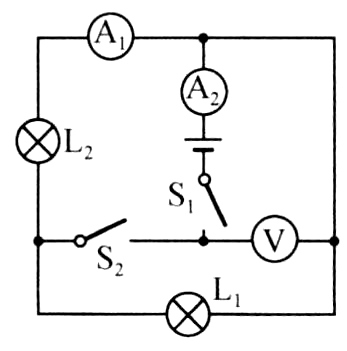 A₁
A₂
L₂
S₁
S₂
V
L₁